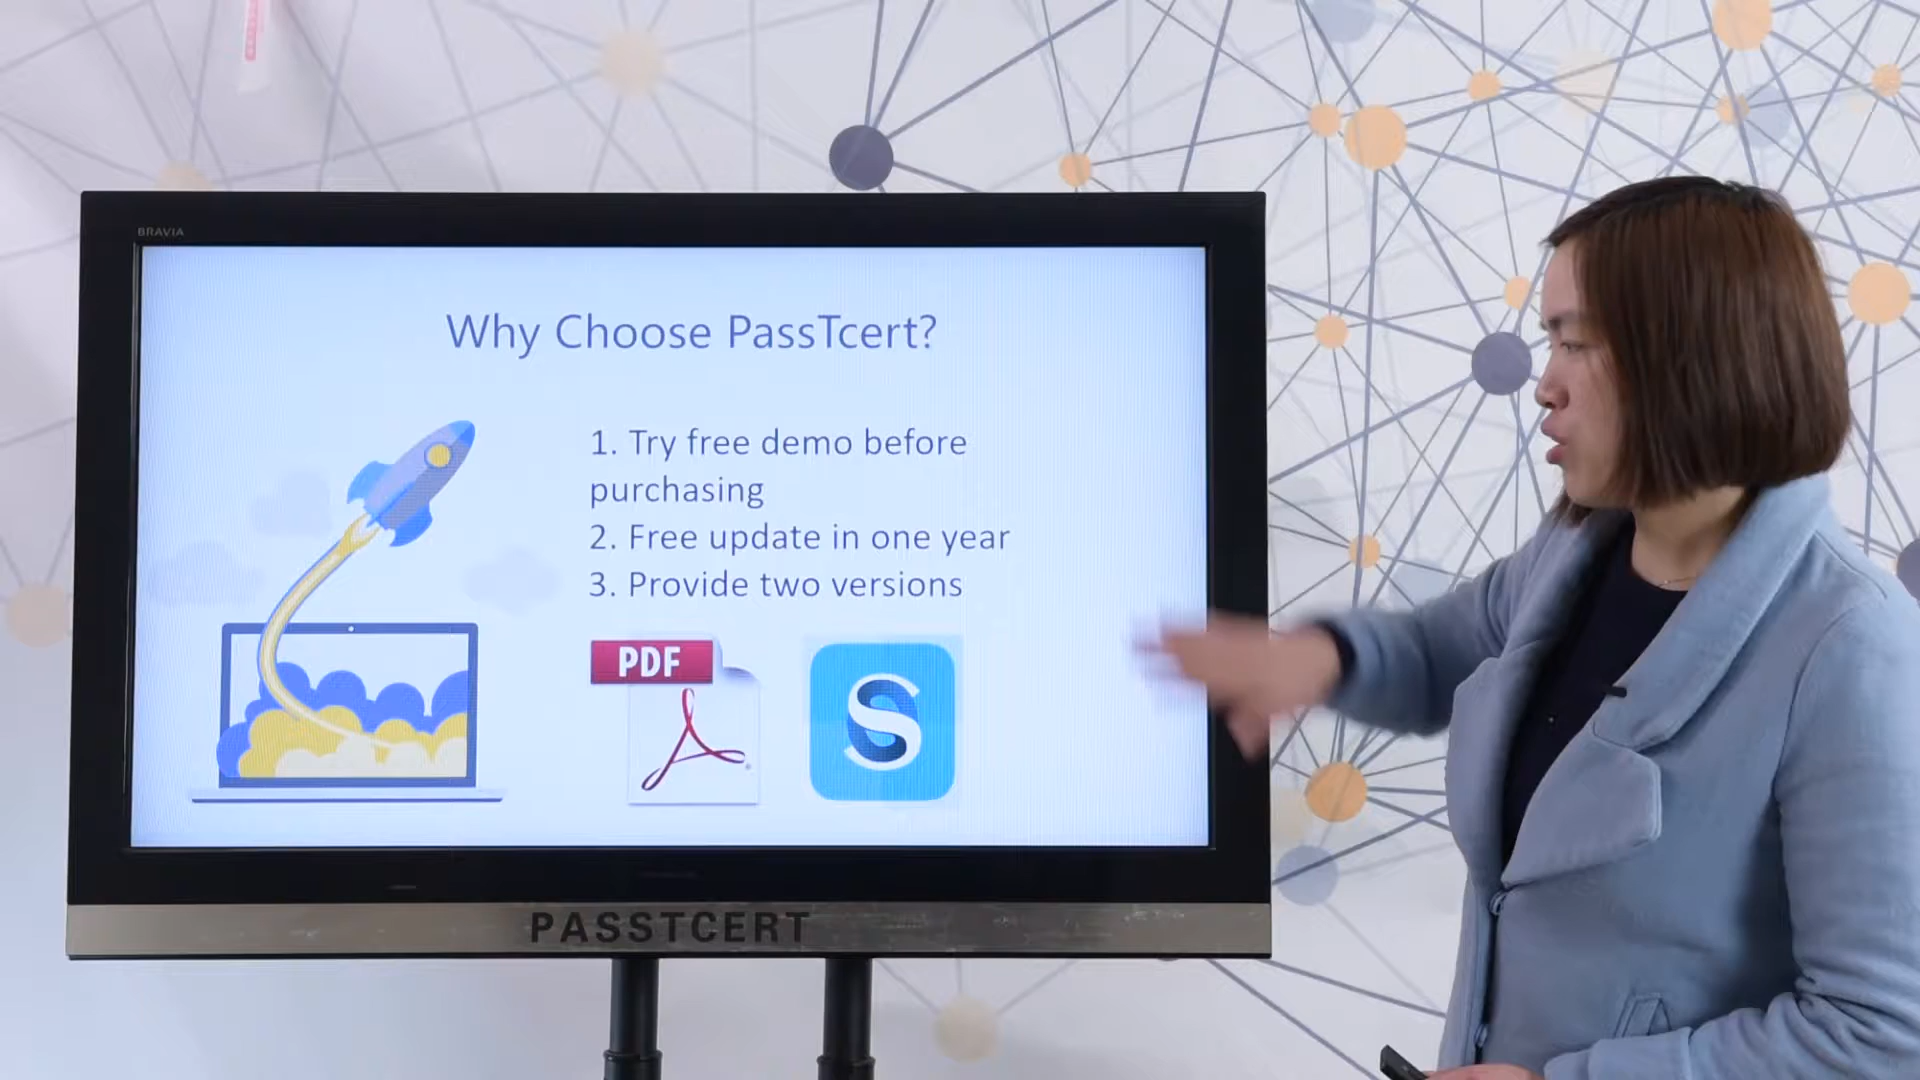 BRAVIA
Why Choose PassTcert?
1. Try free demo before
purchasing
2. Free update in one year
3. Provide two versions
PDF
S
PASSTCERT